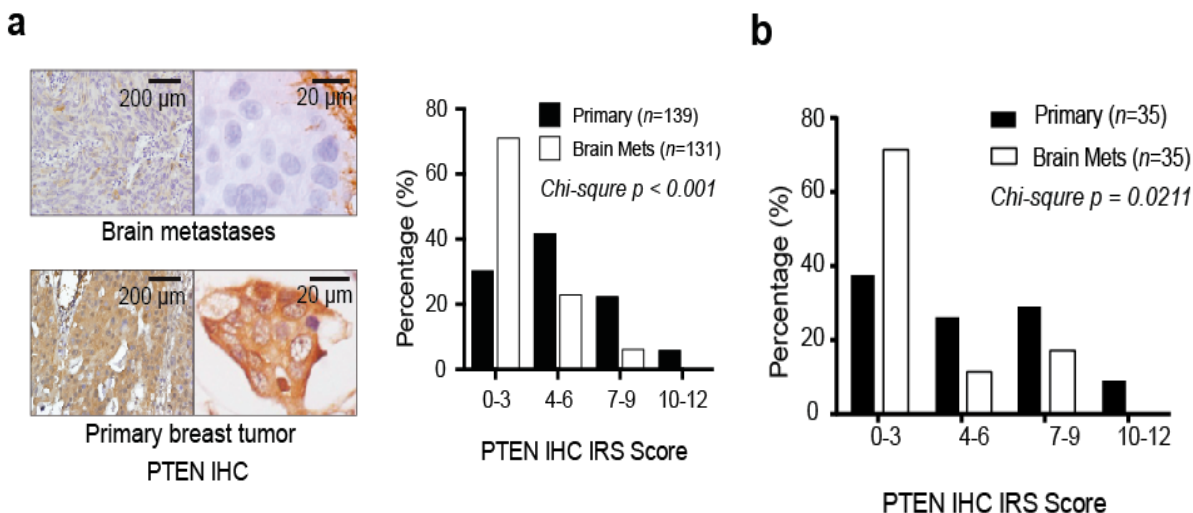 a
200 µm
20 µm
Brain metastases
200 µm
20 µm
Primary breast tumor
PTEN IHC
Percentage (%)
80
60
40
20
0
Primary (n=139)
Brain Mets (n=131)
Chi-squre p < 0.001
0-3
4-6
7-9
10-12
PTEN IHC IRS Score
b
Percentage (%)
80
60
40
20
0
Primary (n=35)
Brain Mets (n=35)
Chi-squre p = 0.0211
0-3
4-6
7-9
10-12
PTEN IHC IRS Score